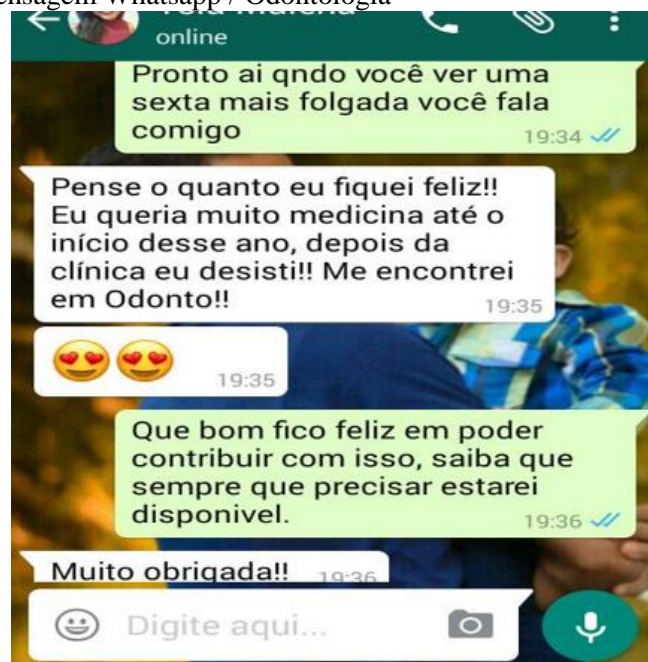 Whatsapp / Odontologia
online
Pronto ai qndo você ver uma
sexta mais folgada você fala
comigo
19:34
Pense o quanto eu fiquei feliz!!
Eu queria muito medicina até o
início desse ano, depois da
clínica eu desisti!! Me encontrei
em Odonto!!
19:35
19:35
Que bom fico feliz em poder
contribuir com isso, saiba que
sempre que precisar estarei
disponivel.
19:36
Muito obrigada!!
19:36
Digite aqui...